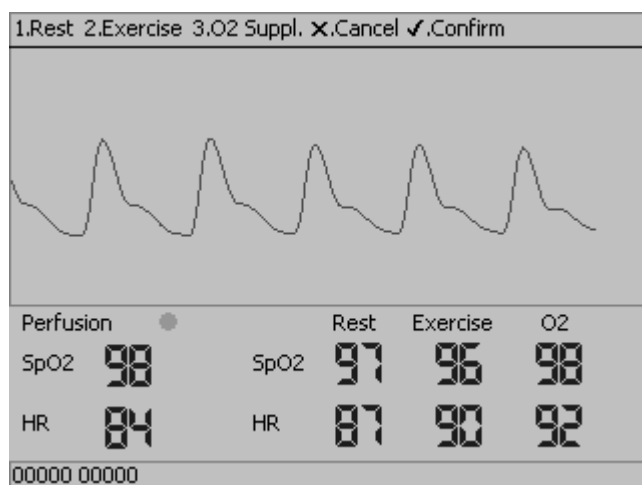 1.Rest 2.Exercise 3.O2 Suppl. ✕.Cancel ✓.Confirm
Perfusion Rest Exercise O2
SpO2 98 SpO2 97 96 98
HR 84 HR 87 90 92
00000 00000